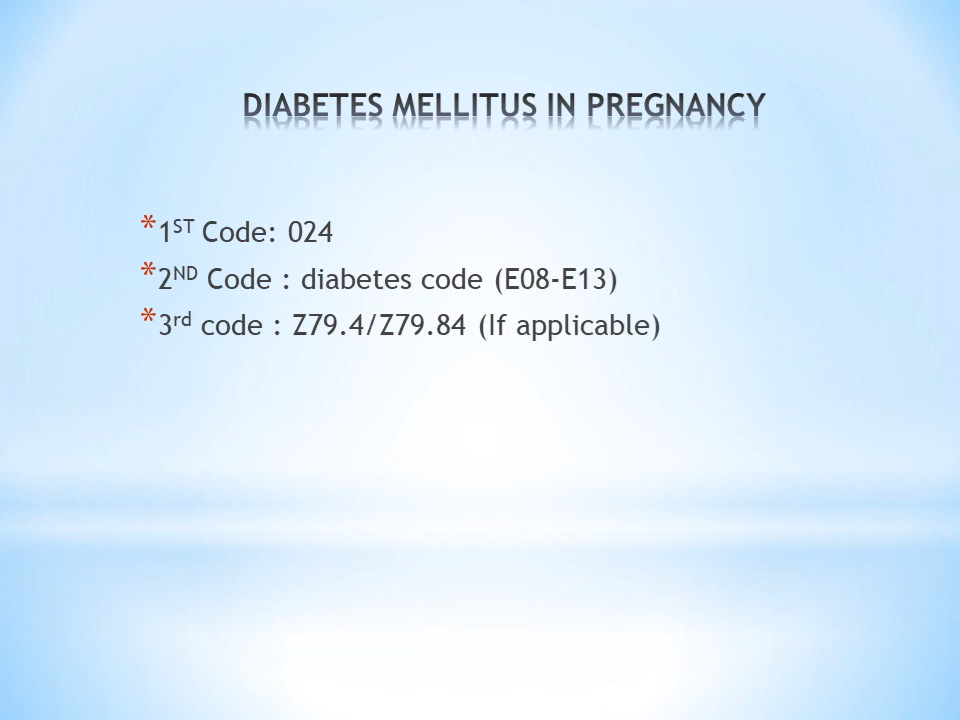 DIABETES MELLITUS IN PREGNANCY
*1ST Code: 024
*2ND Code : diabetes code (E08-E13)
*3rd code : Z79.4/Z79.84 (If applicable)